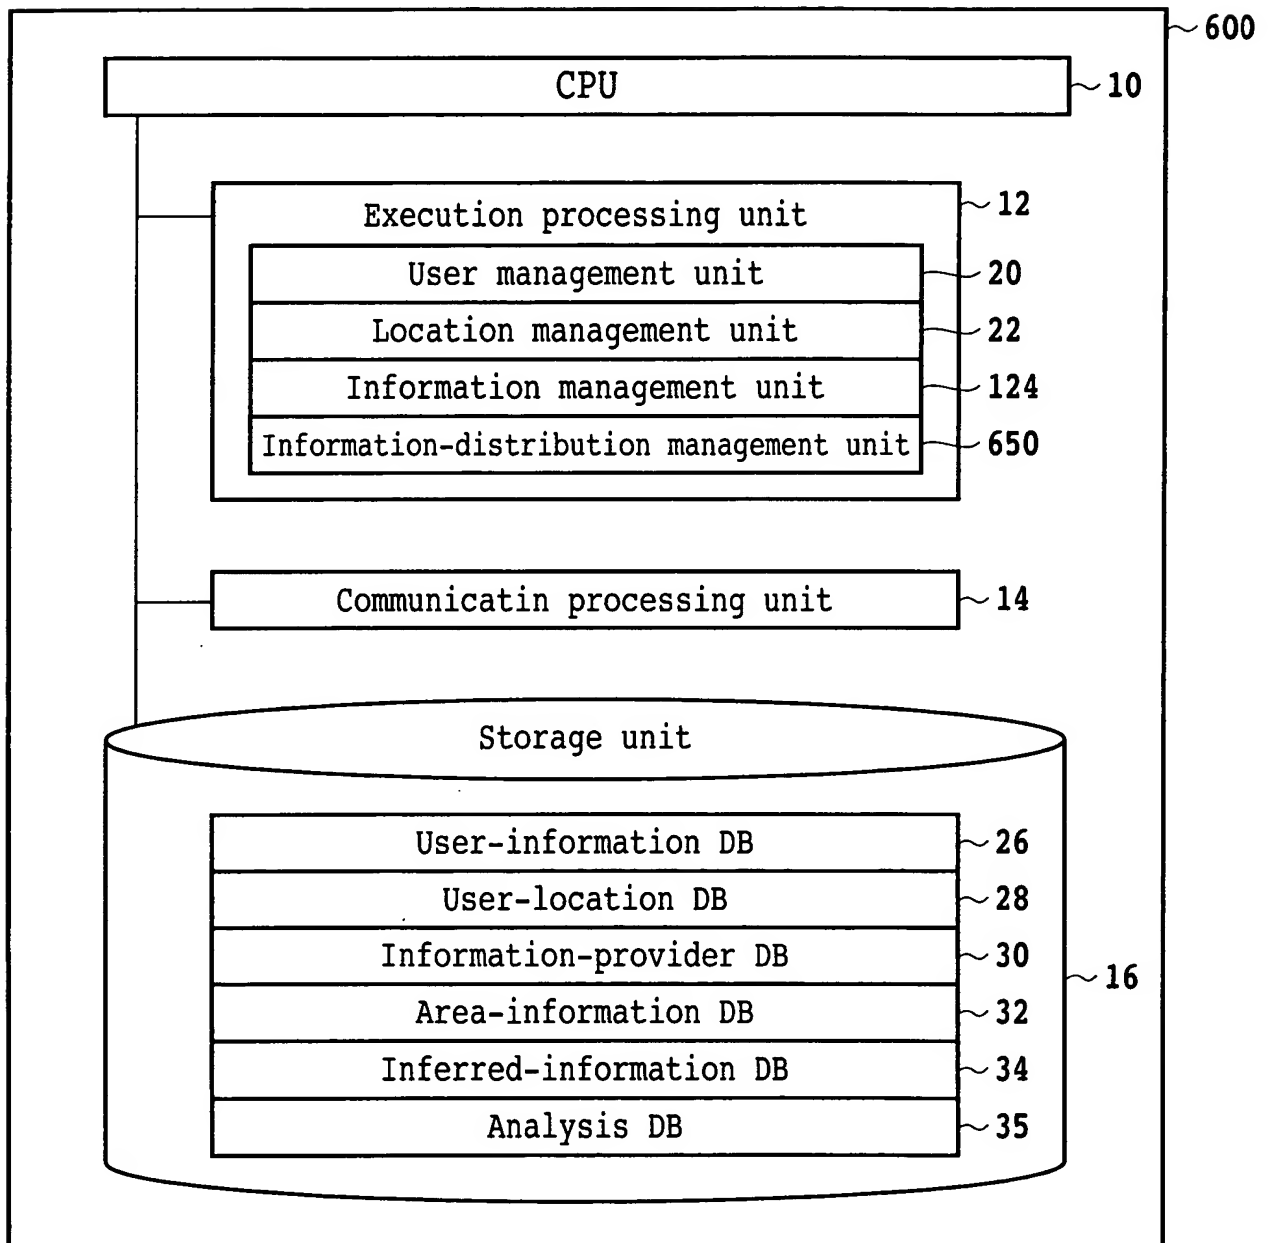 600
CPU 10
Execution processing unit 12
User management unit 20
Location management unit 22
Information management unit 124
Information-distribution management unit 650
Communicatin processing unit 14
Storage unit
User-information DB 26
User-location DB 28
Information-provider DB 30
16
Area-information DB 32
Inferred-information DB 34
Analysis DB 35